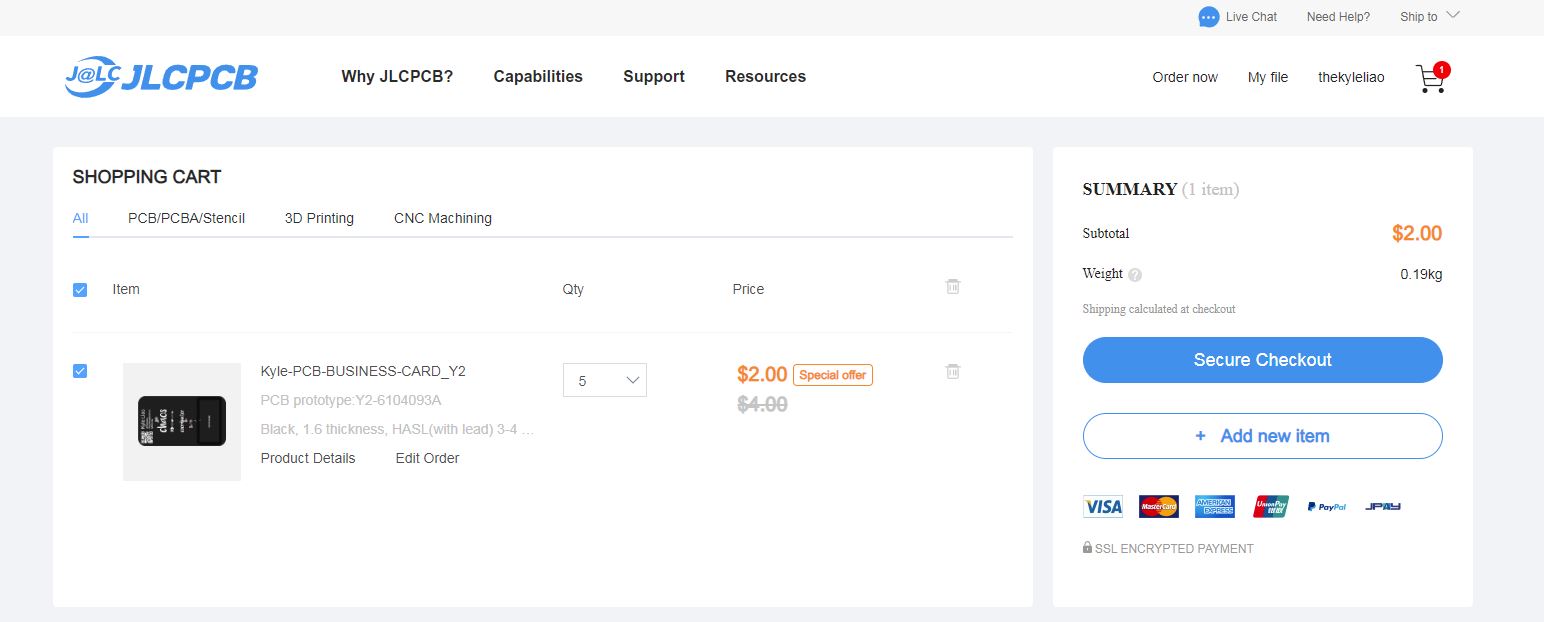 Live Chat Need Help? Ship to
J@LC JLCPCB Why JLCPCB? Capabilities Support Resources Order now My file thekyleliao 1
SHOPPING CART
All PCB/PCBA/Stencil 3D Printing CNC Machining
Item Qty Price
Kyle-PCB-BUSINESS-CARD_Y2
PCB prototype:Y2-6104093A
Black, 1.6 thickness, HASL(with lead) 3-4 ...
Product Details Edit Order
5
$2.00 Special offer
$4.00
SUMMARY (1 item)
Subtotal $2.00
Weight ? 0.19kg
Shipping calculated at checkout
Secure Checkout
+ Add new item
VISA MasterCard AMERICAN EXPRESS UnionPay 银联 PayPal JPAY
SSL ENCRYPTED PAYMENT